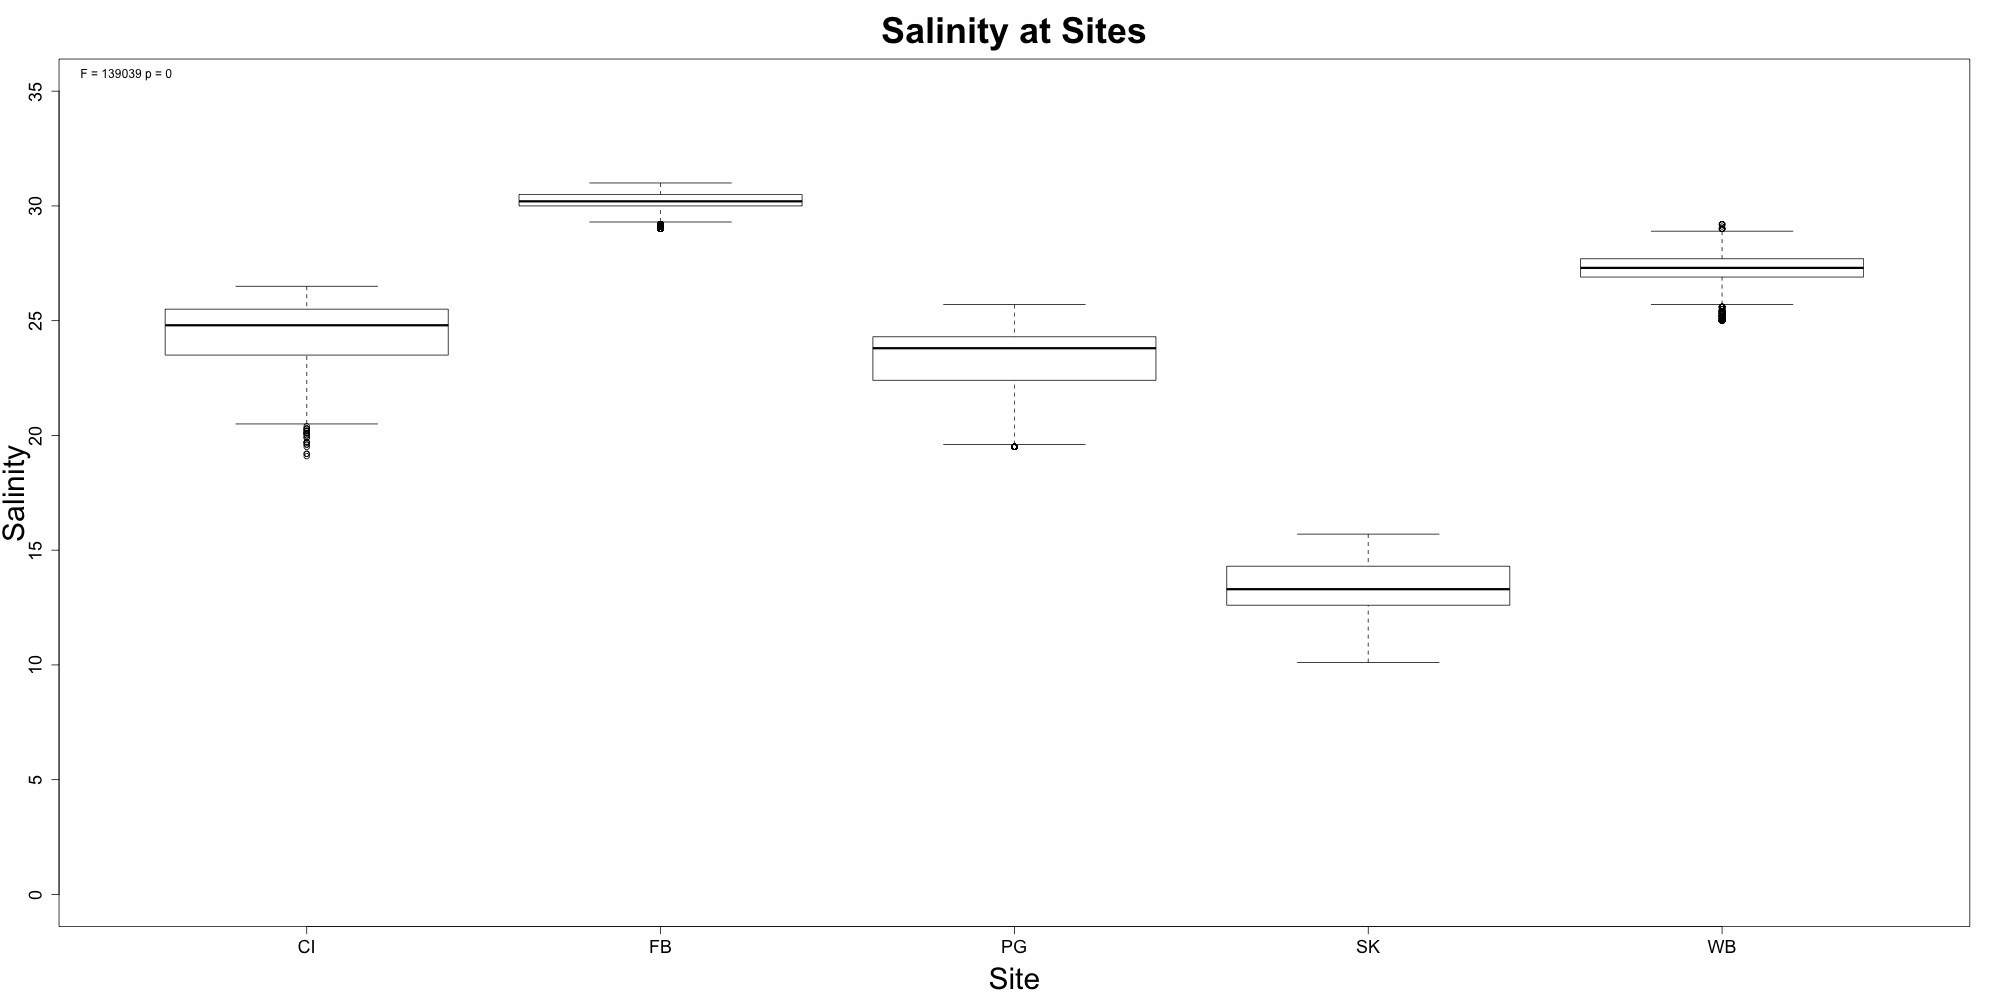 Salinity at Sites
F = 139039 p = 0
35
30
25
20
15
10
5
0
Salinity
CI FB PG SK WB
Site